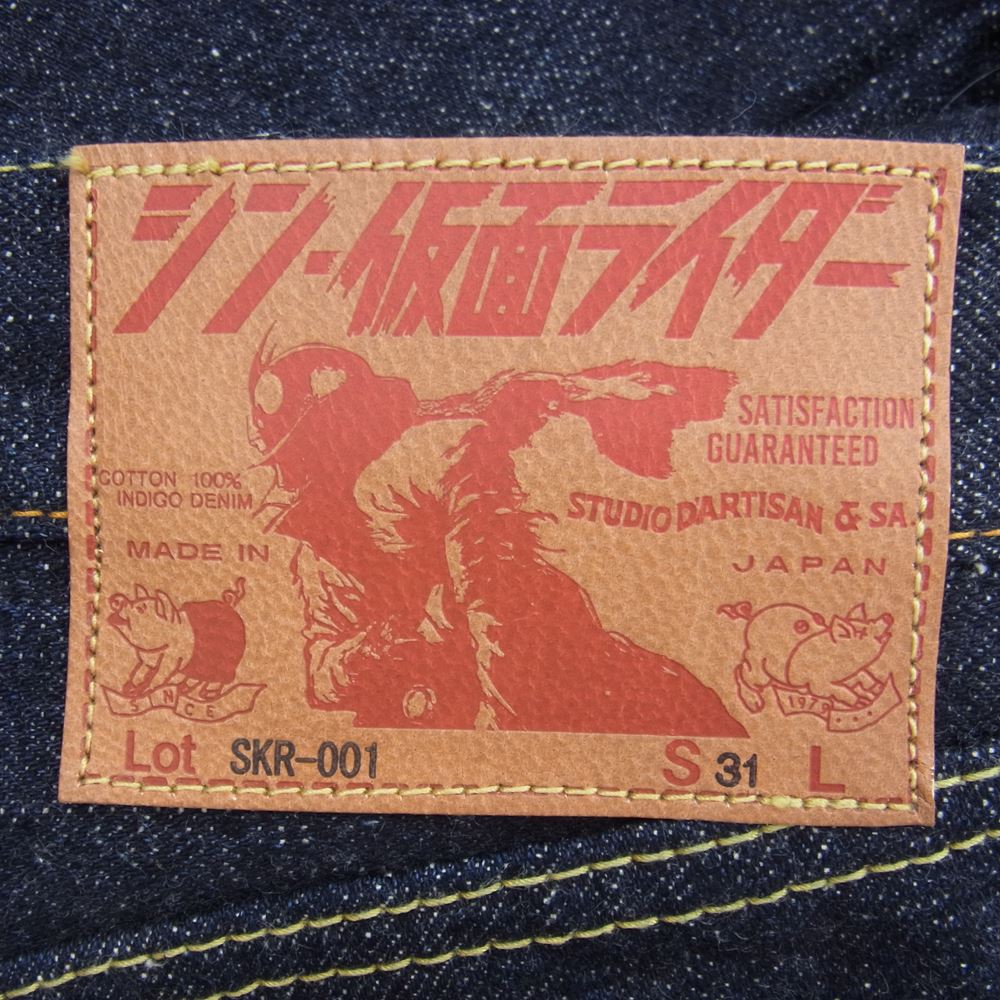 シン・仮面ライダー
SATISFACTION
GUARANTEED
COTTON 100%
INDIGO DENIM
STUDIO D'ARTISAN & SA.
MADE IN
JAPAN
SINCE
1979
Lot SKR-001 S 31 L